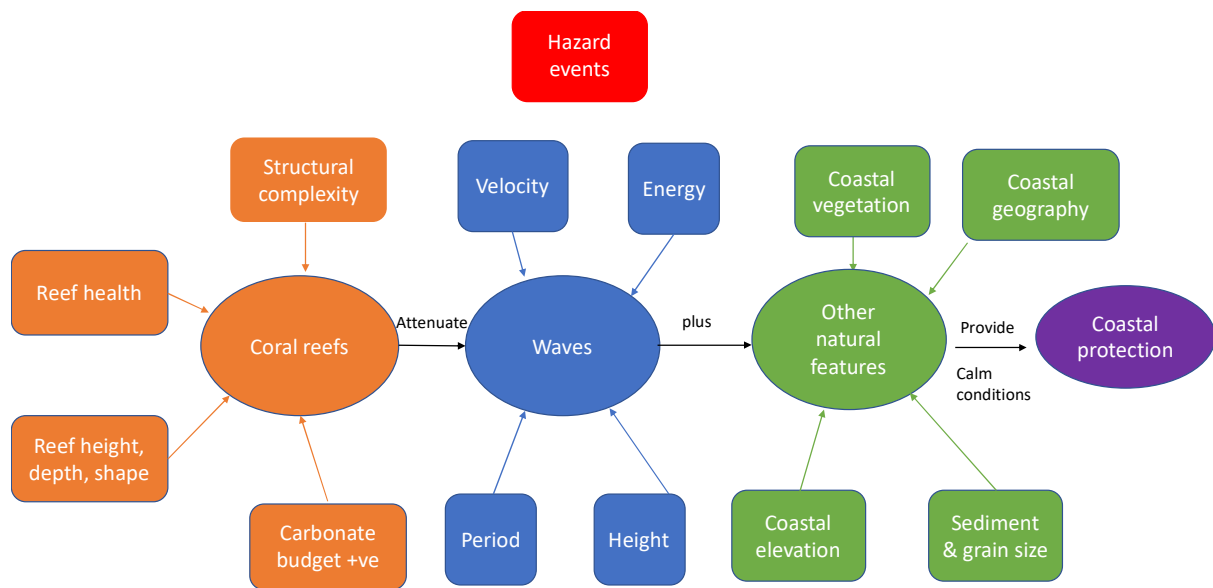 Hazard
events
Structural
complexity
Velocity
Energy
Coastal
vegetation
Coastal
geography
Reef health
Coral reefs
Attenuate
Waves
plus
Other
natural
features
Provide
Calm
conditions
Coastal
protection
Reef height,
depth, shape
Carbonate
budget +ve
Period
Height
Coastal
elevation
Sediment
& grain size